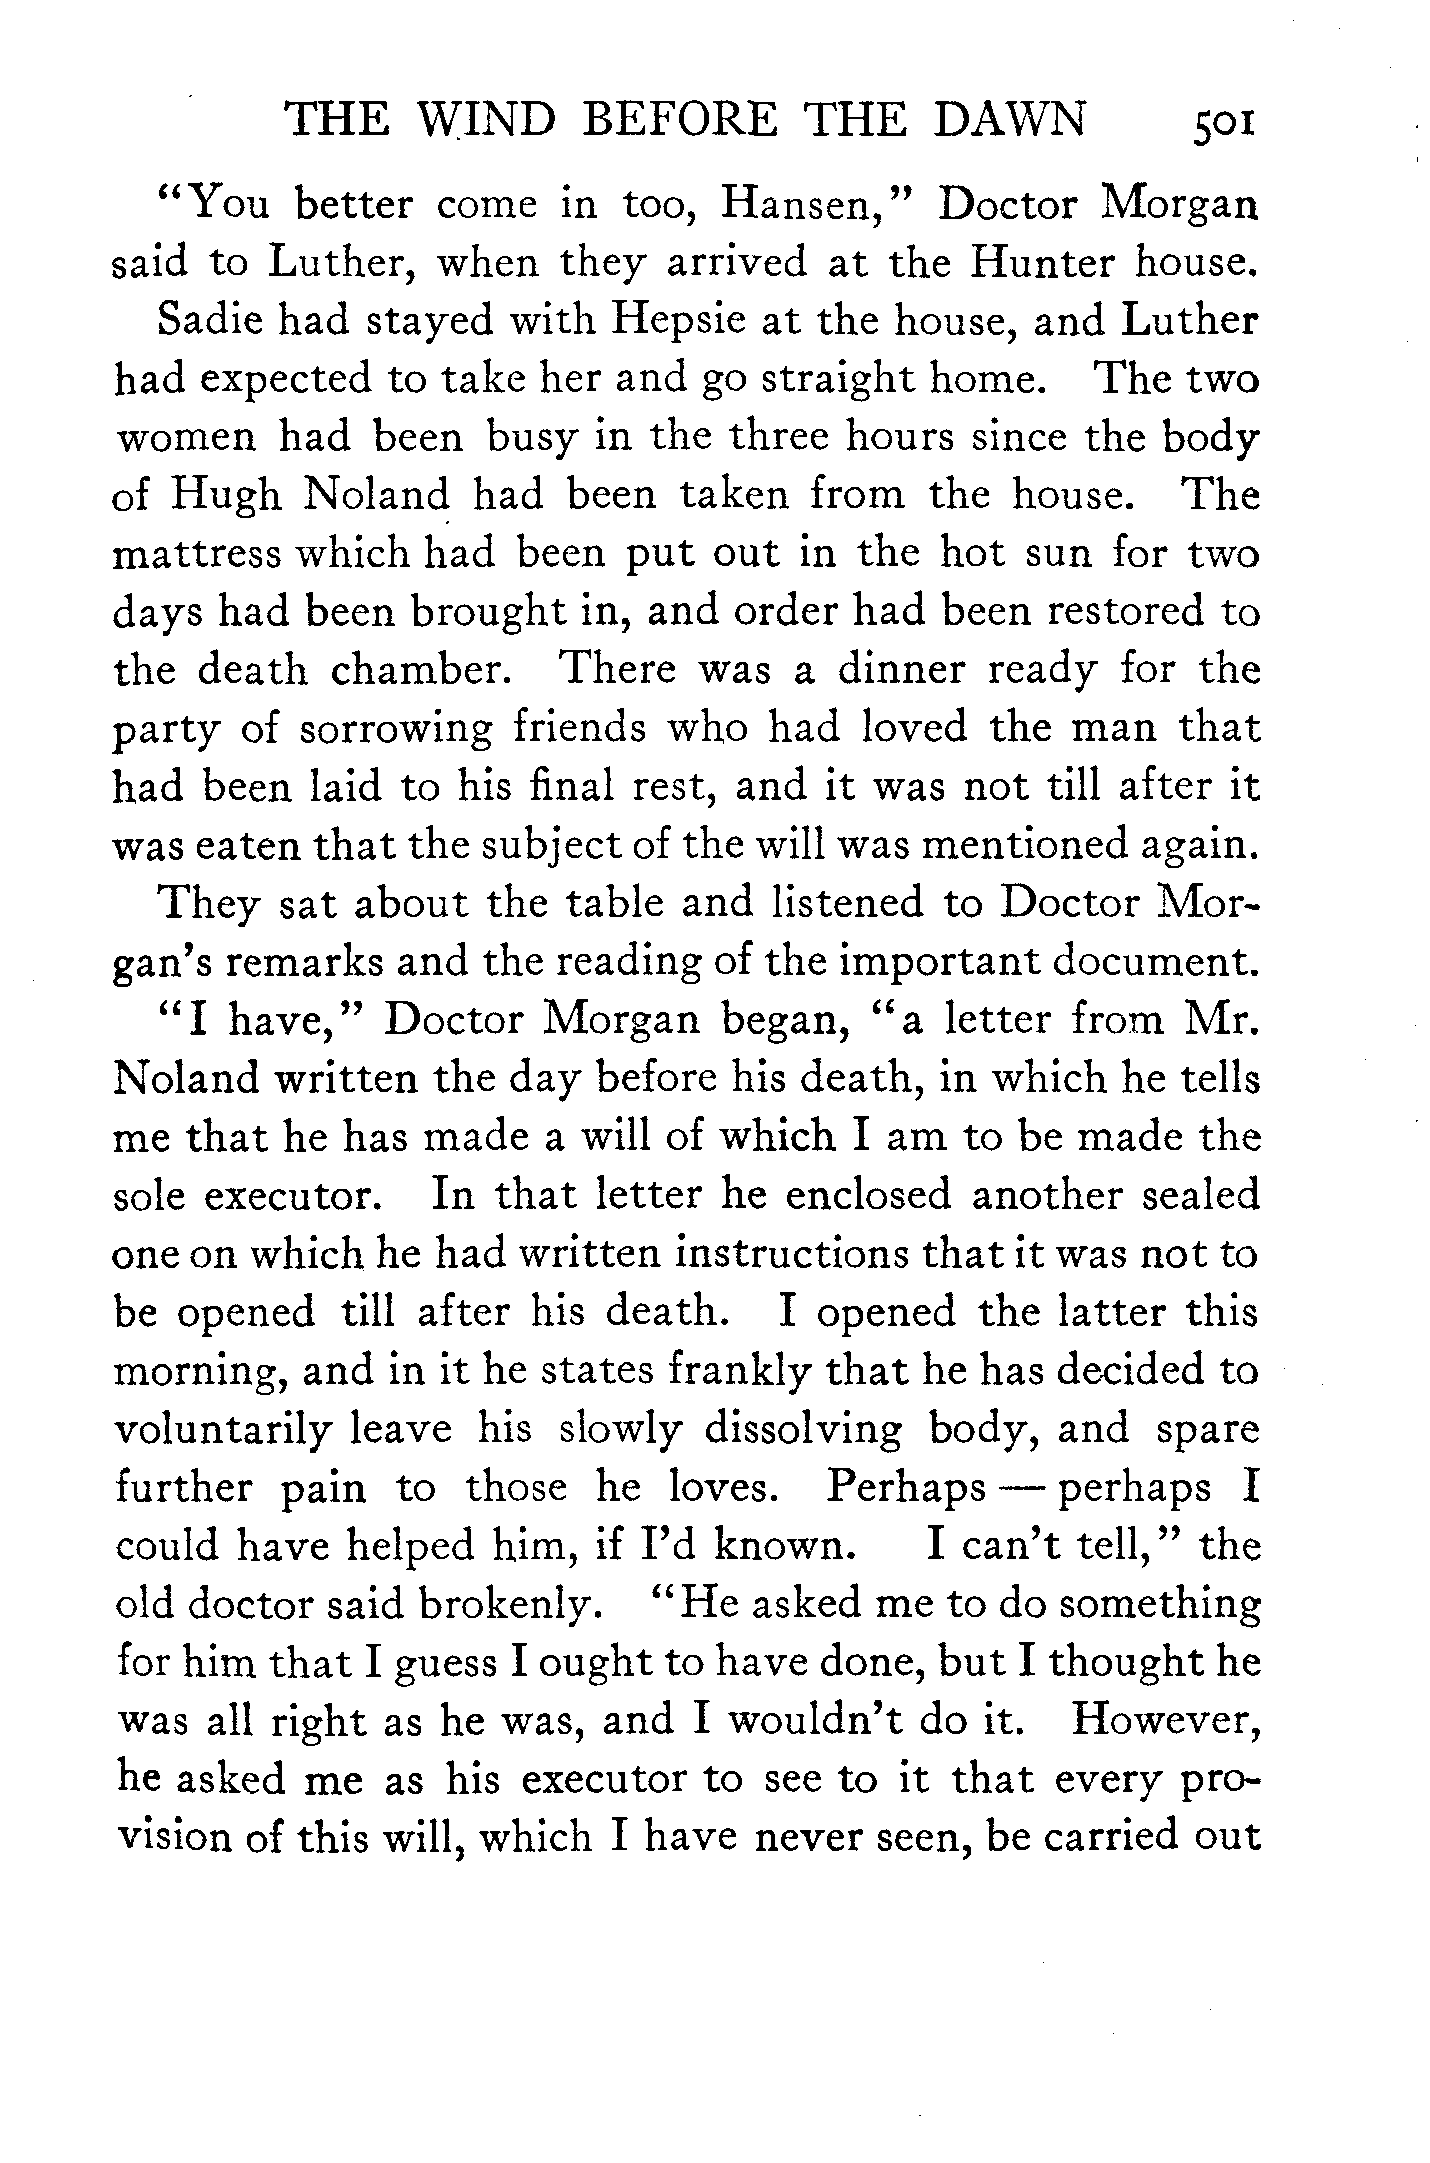 THE WIND BEFORE THE DAWN 501
"You better come in too, Hansen," Doctor Morgan
said to Luther, when they arrived at the Hunter house.
Sadie had stayed with Hepsie at the house, and Luther
had expected to take her and go straight home. The two
women had been busy in the three hours since the body
of Hugh Noland had been taken from the house. The
mattress which had been put out in the hot sun for two
days had been brought in, and order had been restored to
the death chamber. There was a dinner ready for the
party of sorrowing friends who had loved the man that
had been laid to his final rest, and it was not till after it
was eaten that the subject of the will was mentioned again.
They sat about the table and listened to Doctor Mor-
gan's remarks and the reading of the important document.
"I have," Doctor Morgan began, "a letter from Mr.
Noland written the day before his death, in which he tells
me that he has made a will of which I am to be made the
sole executor. In that letter he enclosed another sealed
one on which he had written instructions that it was not to
be opened till after his death. I opened the latter this
morning, and in it he states frankly that he has decided to
voluntarily leave his slowly dissolving body, and spare
further pain to those he loves. Perhaps — perhaps I
could have helped him, if I'd known. I can't tell," the
old doctor said brokenly. "He asked me to do something
for him that I guess I ought to have done, but I thought he
was all right as he was, and I wouldn't do it. However,
he asked me as his executor to see to it that every pro-
vision of this will, which I have never seen, be carried out